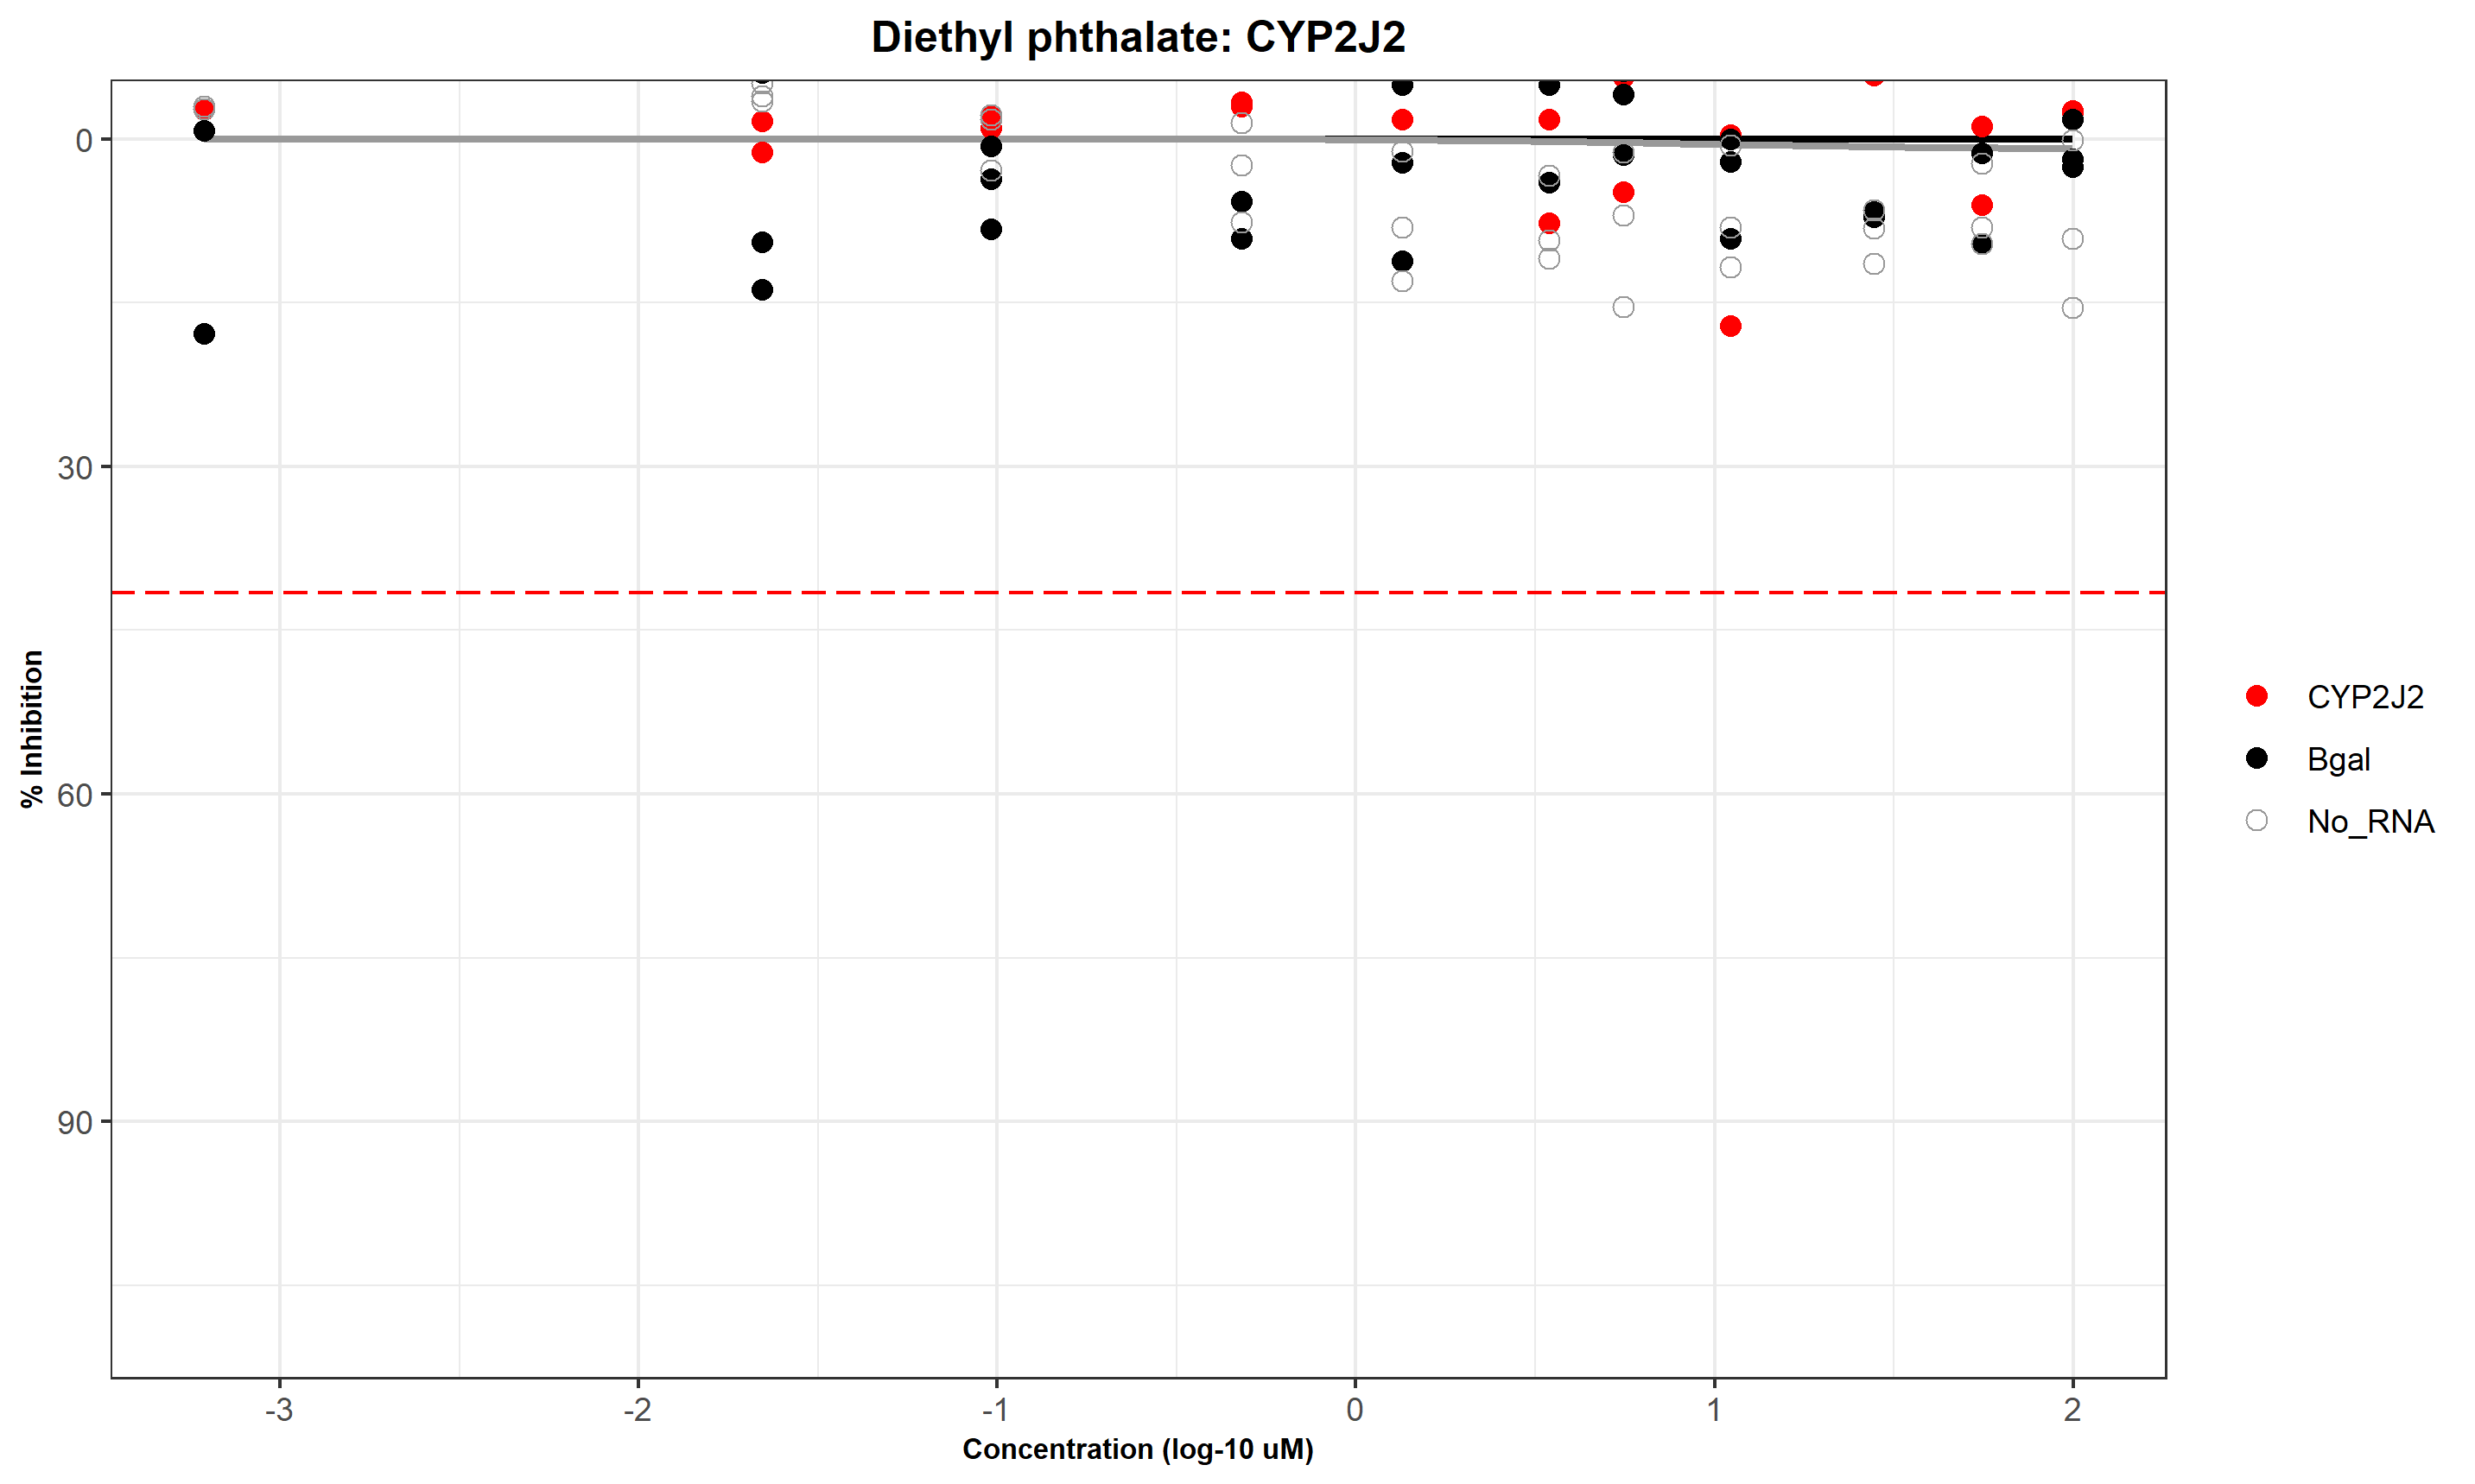 Diethyl phthalate: CYP2J2
% Inhibition
0
30
60
90
-3 -2 -1 0 1 2
Concentration (log-10 uM)
CYP2J2
Bgal
No_RNA